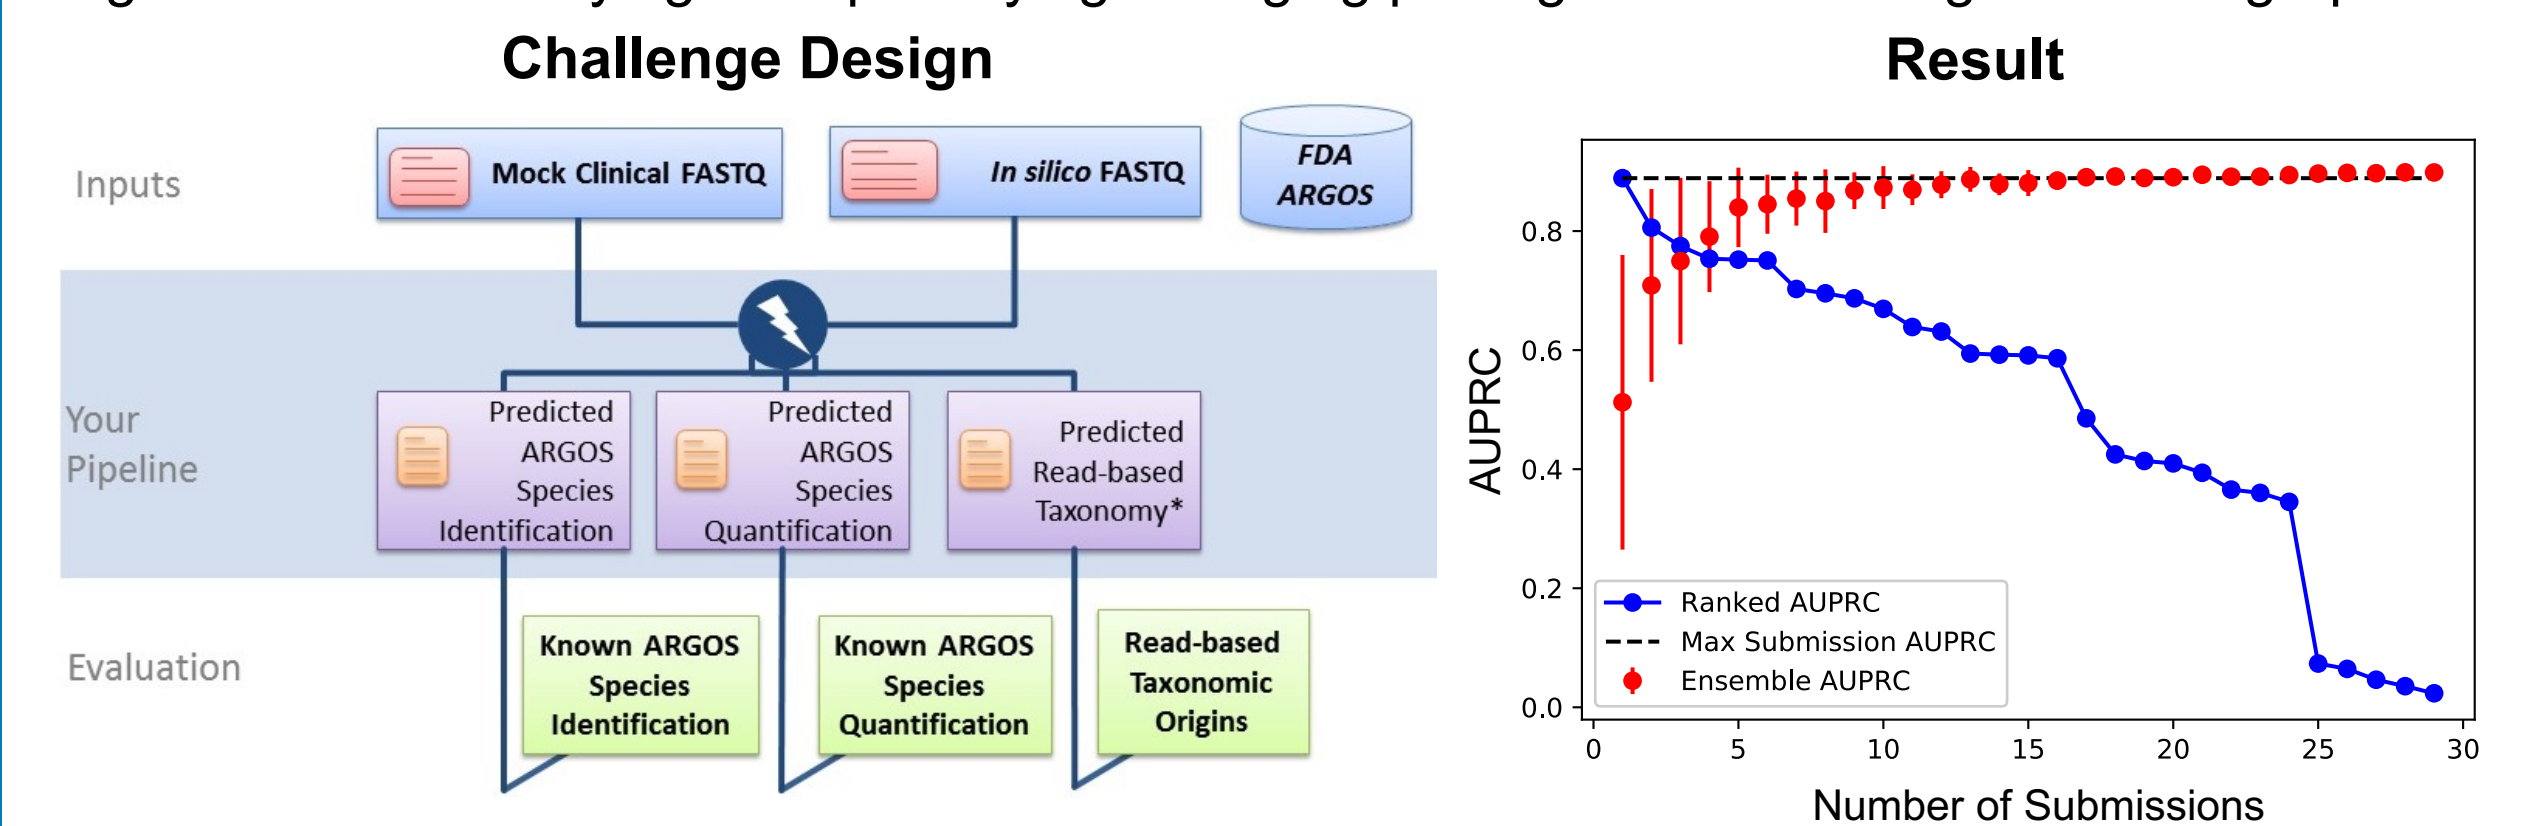 Challenge Design
Result
Inputs
Mock Clinical FASTQ
In silico FASTQ
FDA
ARGOS
Your
Pipeline
Predicted
ARGOS
Species
Identification
Predicted
ARGOS
Species
Quantification
Predicted
Read-based
Taxonomy*
Evaluation
Known ARGOS
Species
Identification
Known ARGOS
Species
Quantification
Read-based
Taxonomic
Origins
AUPRC
0.8
0.6
0.4
0.2
0.0
Ranked AUPRC
Max Submission AUPRC
Ensemble AUPRC
0 5 10 15 20 25 30
Number of Submissions